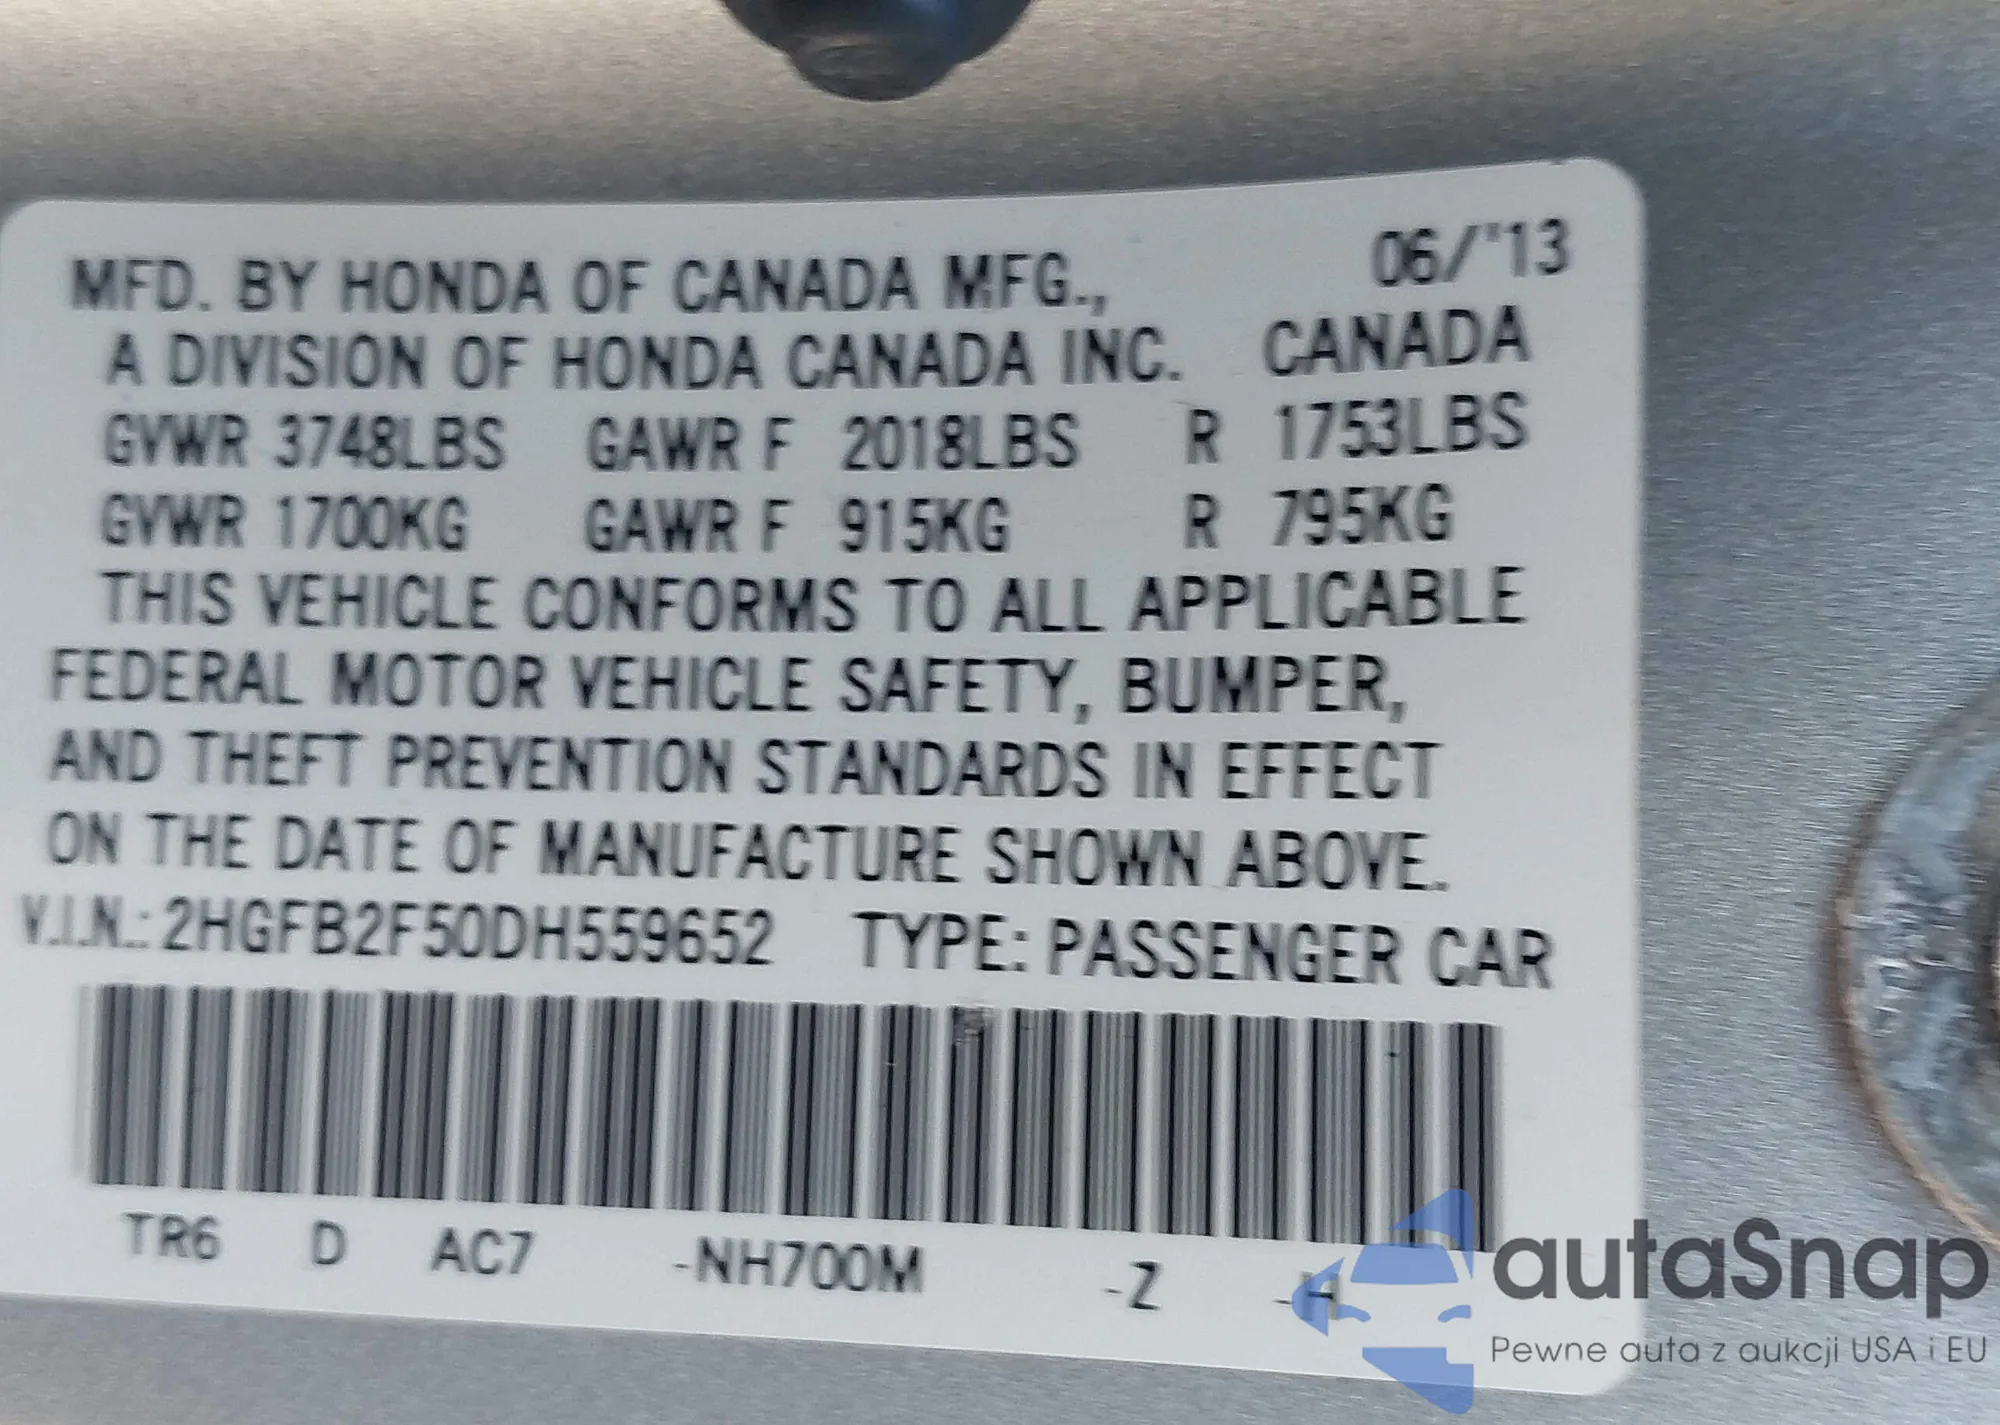 06/'13
MFD. BY HONDA OF CANADA MFG.,
A DIVISION OF HONDA CANADA INC. CANADA
GVWR 3748LBS GAWR F 2018LBS R 1753LBS
GVWR 1700KG GAWR F 915KG R 795KG
THIS VEHICLE CONFORMS TO ALL APPLICABLE
FEDERAL MOTOR VEHICLE SAFETY, BUMPER,
AND THEFT PREVENTION STANDARDS IN EFFECT
ON THE DATE OF MANUFACTURE SHOWN ABOVE.
V.I.N.: 2HGFB2F50DH559652 TYPE: PASSENGER CAR
TR6 D AC7 -NH700M -Z -H
autaSnap
Pewne auta z aukcji USA i EU